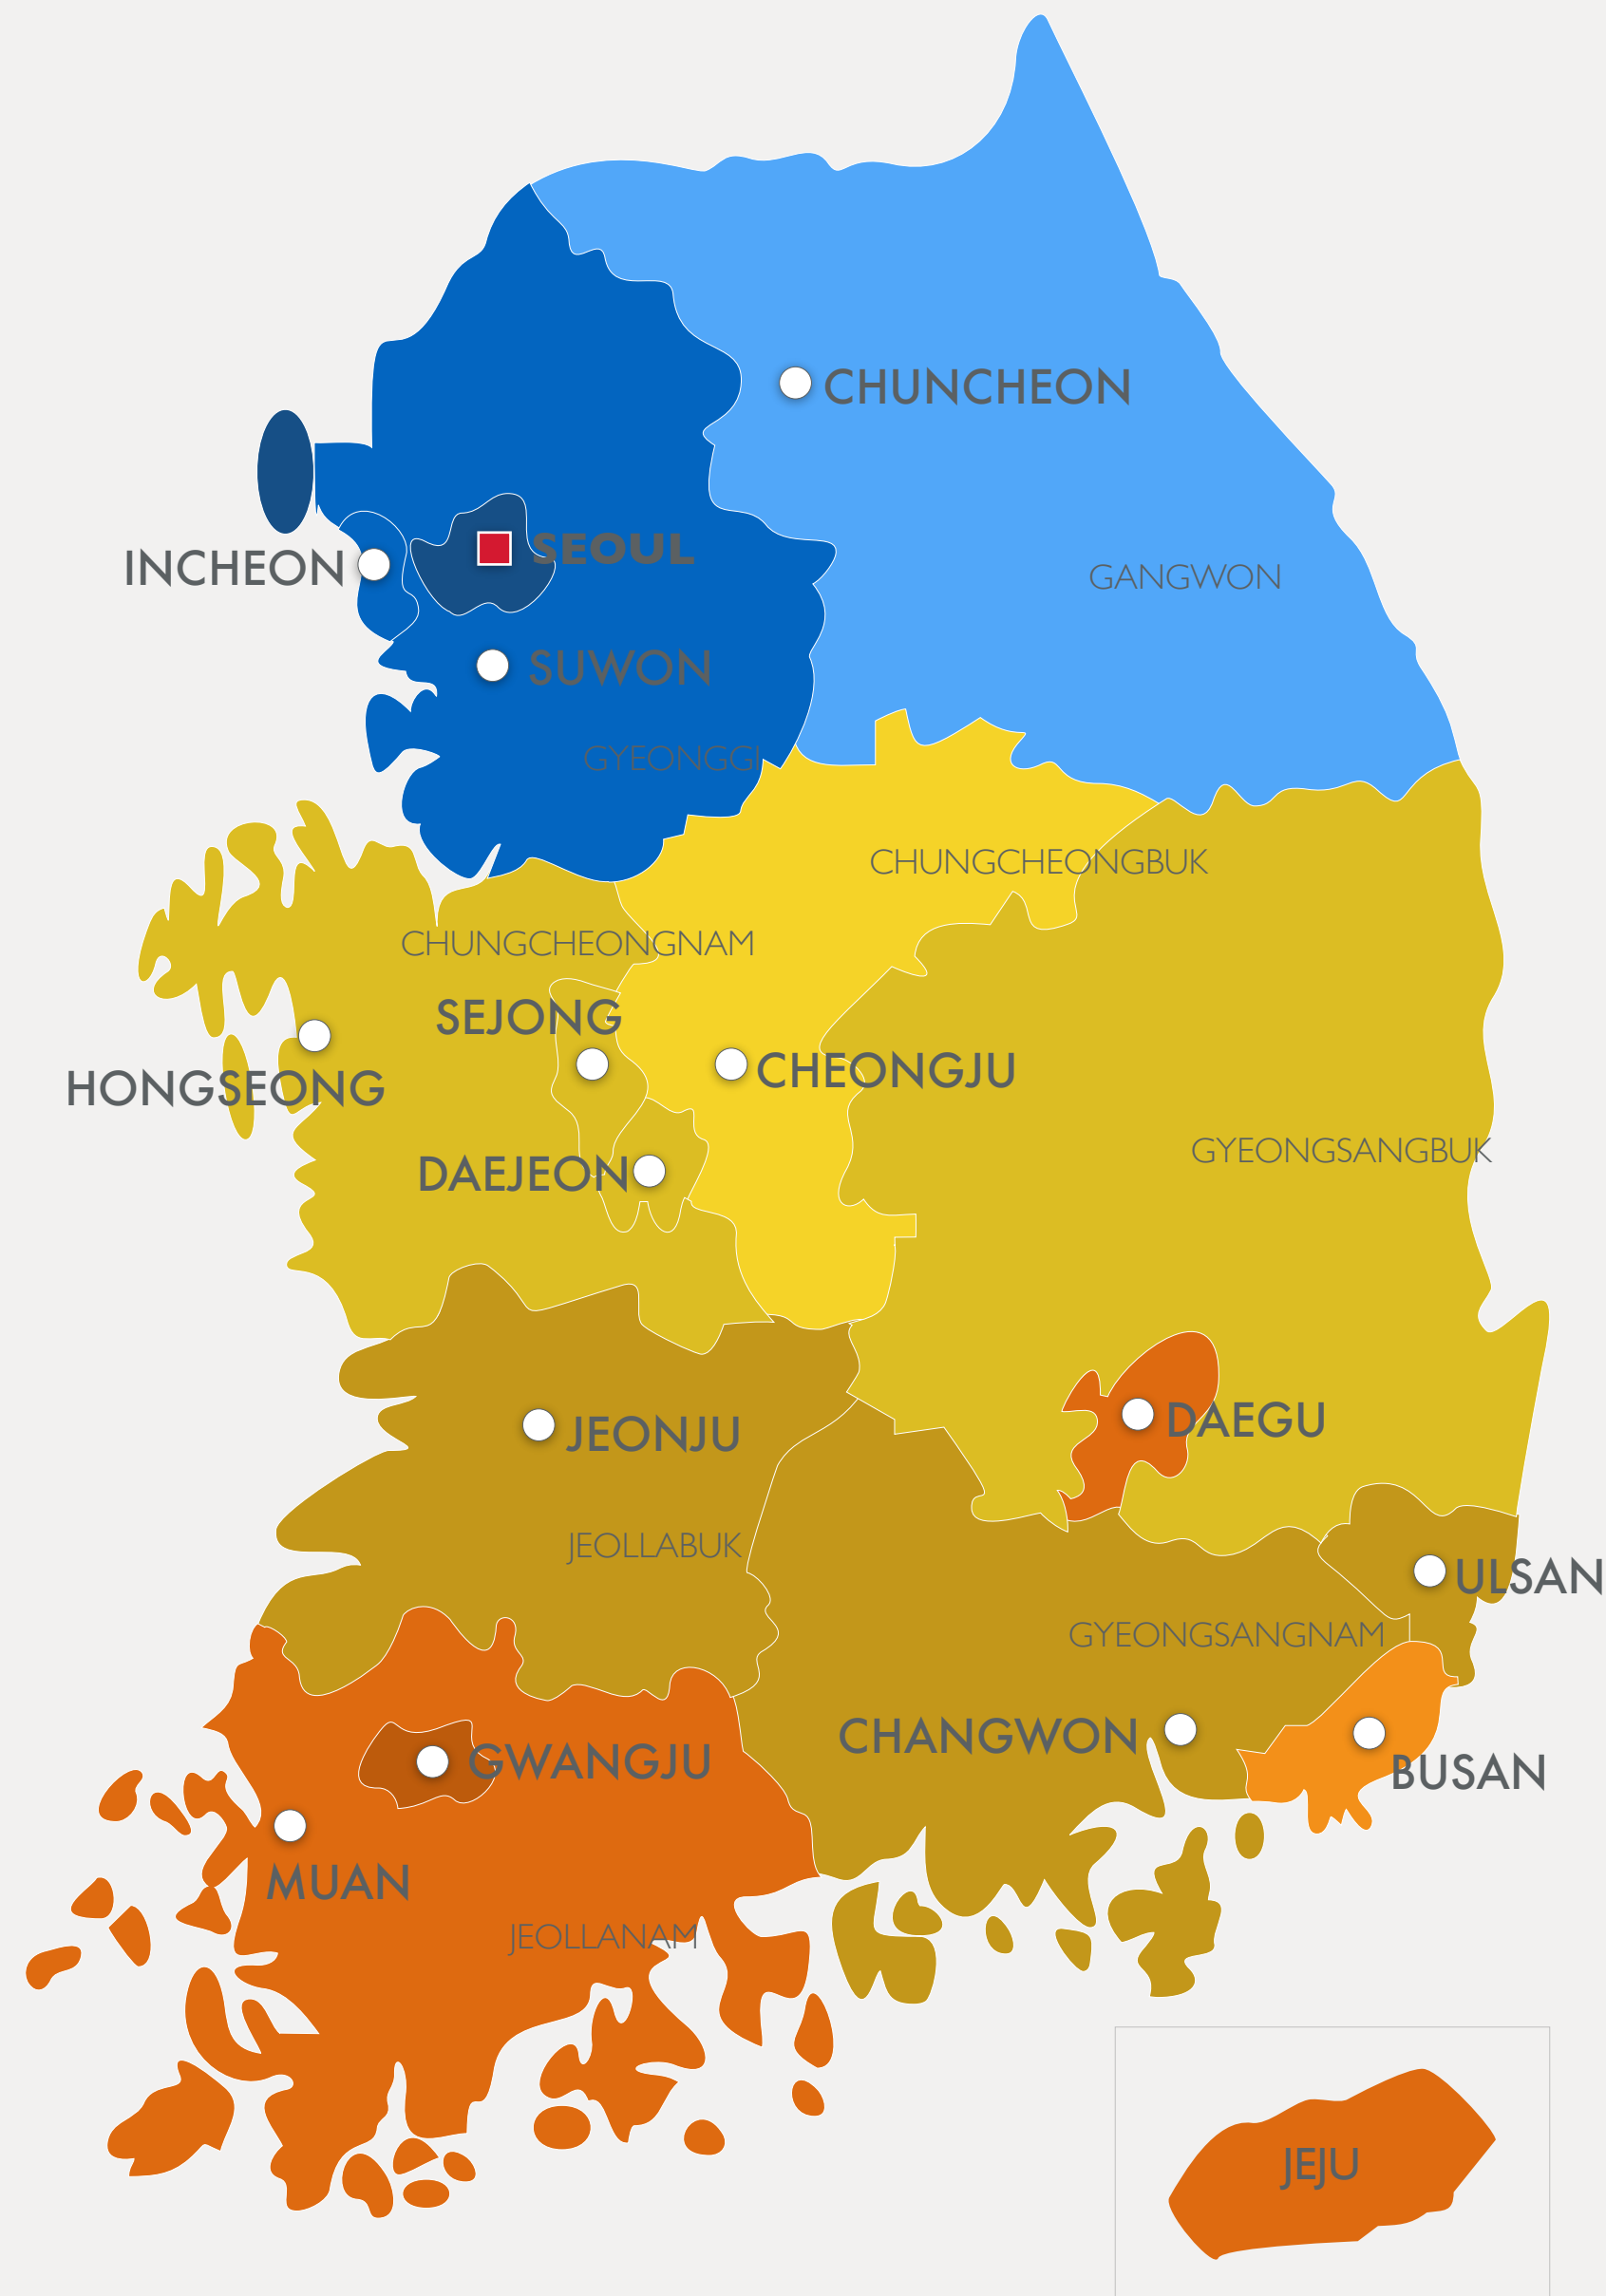 CHUNCHEON
SEOUL
INCHEON
GANGWON
SUWON
GYEONGGI
CHUNGCHEONGBUK
CHUNGCHEONGNAM
SEJONG
CHEONGJU
HONGSEONG
GYEONGSANGBUK
DAEJEON
DAEGU
JEONJU
JEOLLABUK
ULSAN
GYEONGSANGNAM
CHANGWON
GWANGJU
BUSAN
MUAN
JEOLLANAM
JEJU